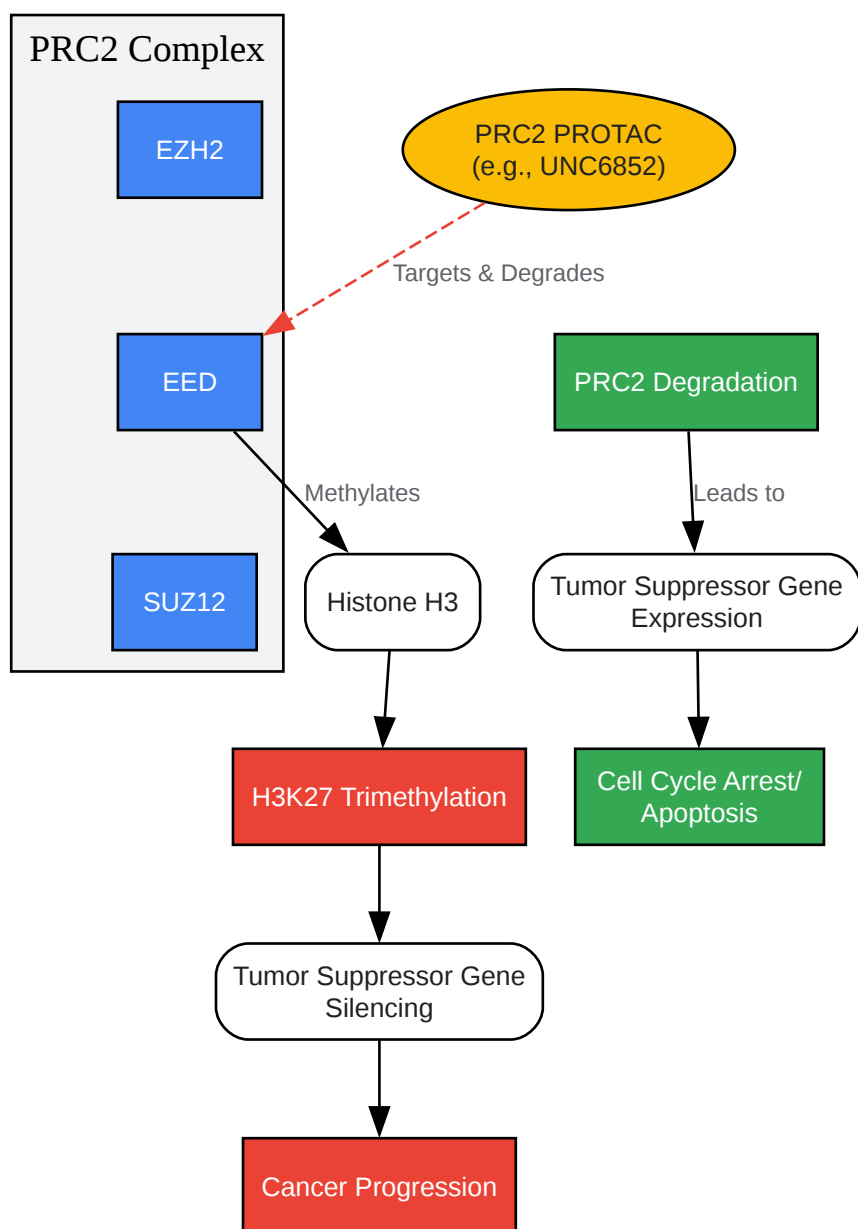 PRC2 Complex
EZH2
PRC2 PROTAC
(e.g., UNC6852)
Targets & Degrades
EED
PRC2 Degradation
Methylates
Leads to
SUZ12
Histone H3
Tumor Suppressor Gene
Expression
H3K27 Trimethylation
Cell Cycle Arrest/
Apoptosis
Tumor Suppressor Gene
Silencing
Cancer Progression